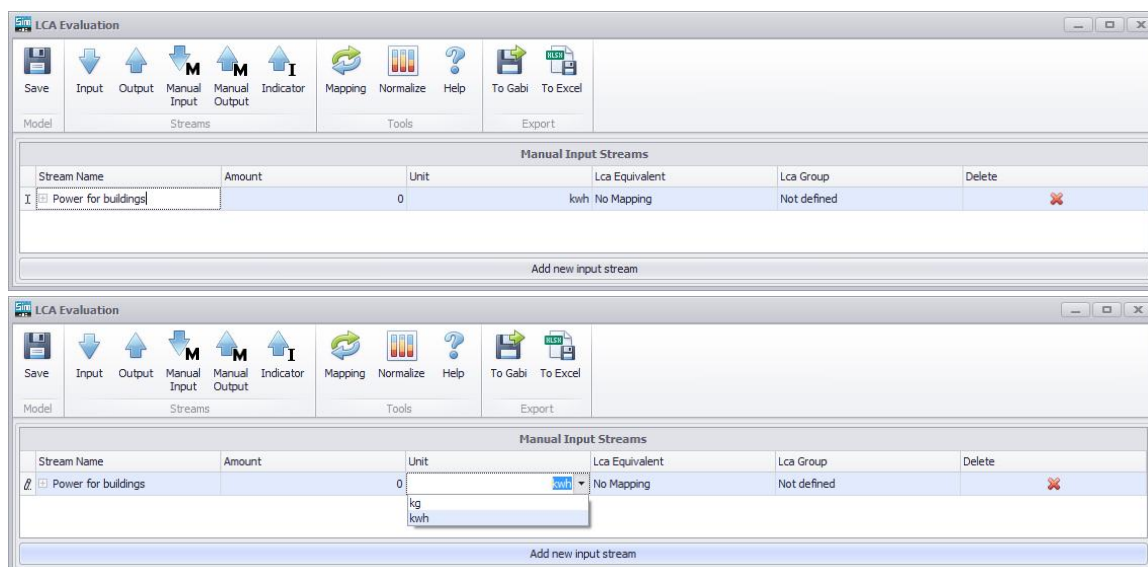 Sim LCA Evaluation
Save Input Output Manual Input Manual Output Indicator Mapping Normalize Help To Gabi To Excel
M M I XLSX
Model Streams Tools Export
Manual Input Streams
Stream Name Amount Unit Lca Equivalent Lca Group Delete
Power for buildings 0 kwh No Mapping Not defined
Add new input stream
Sim LCA Evaluation
Save Input Output Manual Input Manual Output Indicator Mapping Normalize Help To Gabi To Excel
M M I XLSX
Model Streams Tools Export
Manual Input Streams
Stream Name Amount Unit Lca Equivalent Lca Group Delete
Power for buildings 0 kwh No Mapping Not defined
kg
kwh
Add new input stream